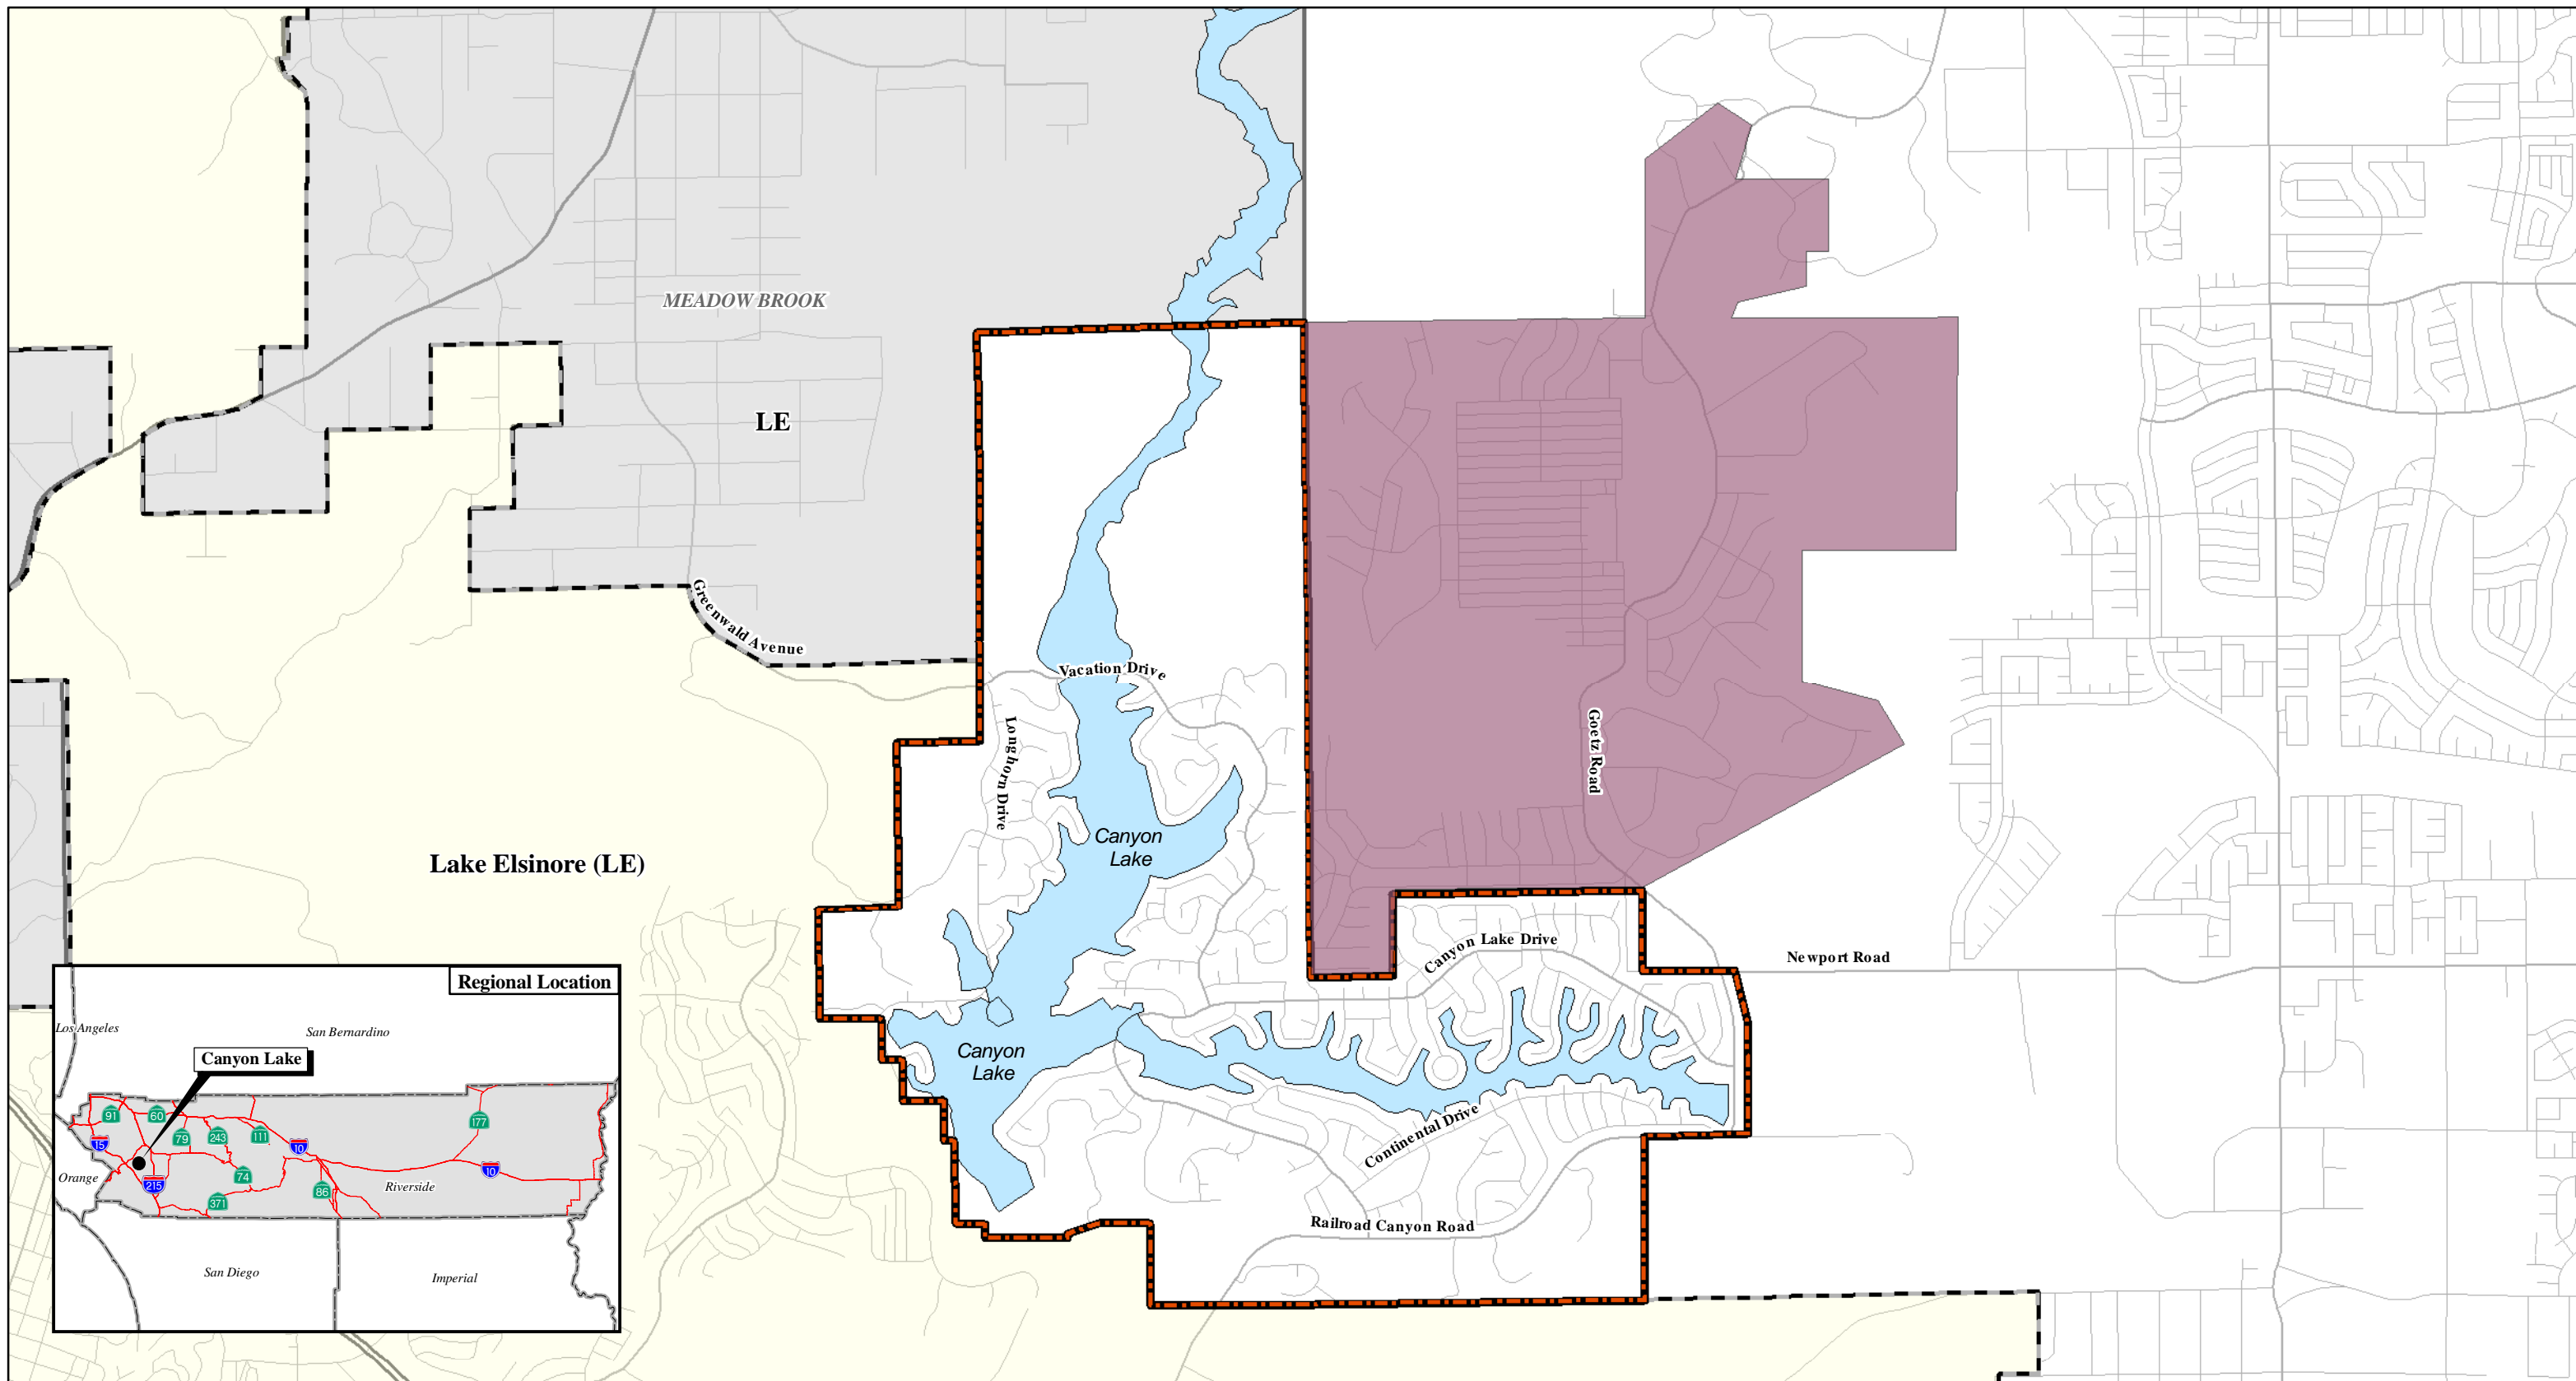 MEADOW BROOK
LE
Greenwald Avenue
Vacation Drive
Longhorn Drive
Goetz Road
Canyon
Lake
Lake Elsinore (LE)
Canyon Lake Drive
Newport Road
Canyon
Lake
Continental Drive
Railroad Canyon Road
Regional Location
Los Angeles
San Bernardino
Canyon Lake
91
60
177
15
79
243
111
10
10
Orange
215
74
86
Riverside
371
San Diego
Imperial